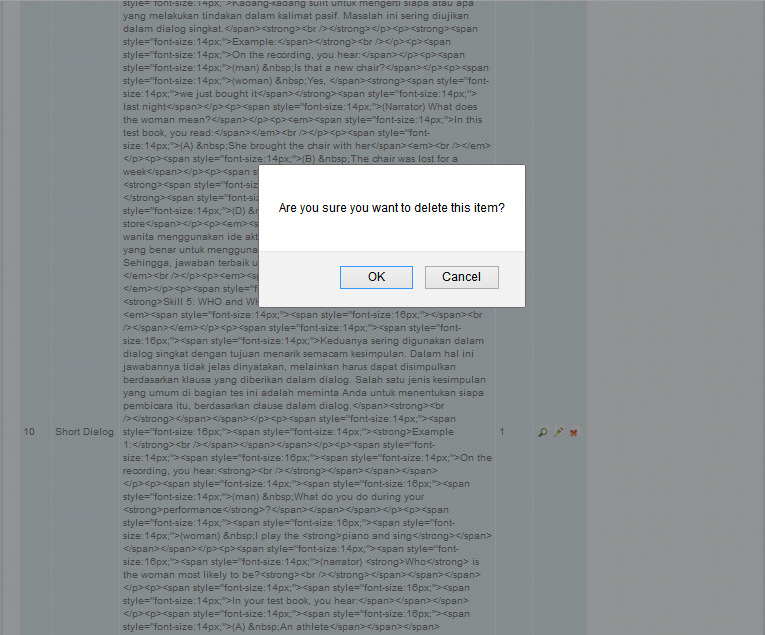 style="font-size:14px;">Kadang-kadang sulit untuk mengerti siapa atau apa
yang melakukan tindakan dalam kalimat pasif. Masalah ini sering diujikan
dalam dialog singkat.<strong><br /></strong></p><p><strong><span
style="font-size:14px;">Example:</span></strong><br /></p><p><span
style="font-size:14px;">On the recording, you hear:</span></p><p><span
style="font-size:14px;">(man) &nbsp;Is that a new chair?</span></p><p><span
style="font-size:14px;">(woman) &nbsp;Yes, </span><strong><span style="font-
size:14px;">we just bought it</span></strong><span style="font-size:14px;">
last night</span></p><p><span style="font-size:14px;">(Narrator) What does
the woman mean?</span></p><p><em><span style="font-size:14px;">In this
test book, you read:</span></em><br /></p><p><span style="font-
size:14px;">(A) &nbsp;She brought the chair with her</span><em><br /></em>
</p><p><span style="font-size:14px;">(B) &nbsp;The chair was lost for a
week</span></p><p><span
<strong><span style="font-size
</strong><span style="font-size
style="font-size:14px;">(D) &n
store</span></p><p><em><s
wanita menggunakan ide akt
yang benar untuk mengguna
Sehingga, jawaban terbaik u
</em><br /></p><p><em><sp
</em></p><p><span style="fo
<strong>Skill 5: WHO and WH
<em><span style="font-size:14px;"><span style="font-size:16px;"></span><br
/></span></em></p><p><span style="font-size:14px;"><span style="font-
size:16px;"><span style="font-size:14px;">Keduanya sering digunakan dalam
dialog singkat dengan tujuan menarik semacam kesimpulan. Dalam hal ini
jawabannya tidak jelas dinyatakan, melainkan harus dapat disimpulkan
berdasarkan klausa yang diberikan dalam dialog. Salah satu jenis kesimpulan
yang umum di bagian tes ini adalah meminta Anda untuk menentukan siapa
pembicara itu, berdasarkan clause dalam dialog.</span><strong><br
/></strong></span></span></p><p><span style="font-size:14px;"><span
10 Short Dialog style="font-size:16px;"><span style="font-size:14px;"><strong>Example 1
1:</strong><br /></span></span></span></p><p><span style="font-
size:14px;"><span style="font-size:16px;"><span style="font-size:14px;">On the
recording, you hear:<strong><br /></strong></span></span></span>
</p><p><span style="font-size:14px;"><span style="font-size:16px;"><span
style="font-size:14px;">(man) &nbsp;What do you do during your
<strong>performance</strong>?</span></span></span></p><p><span
style="font-size:14px;"><span style="font-size:16px;"><span style="font-
size:14px;">(woman) &nbsp;I play the <strong>piano and sing</strong></span>
</span></span></p><p><span style="font-size:14px;"><span style="font-
size:16px;"><span style="font-size:14px;">(narrator) <strong>Who</strong> is
the woman most likely to be?<strong><br /></strong></span></span></span>
</p><p><span style="font-size:14px;"><span style="font-size:16px;"><span
style="font-size:14px;">In your test book, you hear:</span></span></span>
</p><p><span style="font-size:14px;"><span style="font-size:16px;"><span
style="font-size:14px;">(A) &nbsp;An athlete</span></span></span>
Are you sure you want to delete this item?
OK Cancel